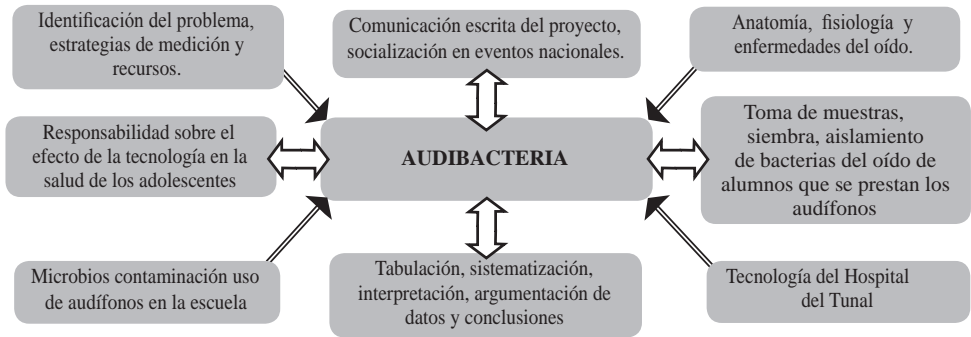 Identificación del problema,
estrategias de medición y
recursos.
Comunicación escrita del proyecto,
socialización en eventos nacionales.
Anatomía, fisiología y
enfermedades del oído.
Responsabilidad sobre el
efecto de la tecnología en la
salud de los adolescentes
AUDIBACTERIA
Toma de muestras,
siembra, aislamiento
de bacterias del oído de
alumnos que se prestan los
audífonos
Microbios contaminación uso
de audífonos en la escuela
Tabulación, sistematización,
interpretación, argumentación de
datos y conclusiones
Tecnología del Hospital
del Tunal